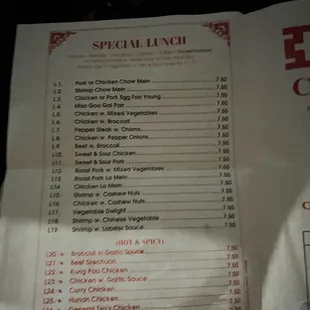 SPECIAL LUNCH
L1. Pork or Chicken Chow Mein 7.50
L2. Shrimp Chow Mein 7.50
L3. Chicken or Pork Egg Foo Young 7.50
L4. Moo Goo Gai Pan 7.50
L5. Chicken w. Mixed Vegetables 7.50
L6. Chicken w. Broccoli 7.50
L7. Pepper Steak w. Onions 7.50
L8. Chicken w. Pepper Onions 7.50
L9. Beef w. Broccoli 7.50
L10. Sweet & Sour Chicken 7.50
L11. Sweet & Sour Pork 7.50
L12. Roast Pork w. Mixed Vegetables 7.50
L13. Roast Pork Lo Mein 7.50
L14. Chicken Lo Mein 7.50
L15. Shrimp w. Cashew Nuts 7.50
L16. Chicken w. Cashew Nuts 7.50
L17. Vegetable Delight 7.50
L18. Shrimp w. Chinese Vegetable 7.50
L19. Shrimp w. Lobster Sauce 7.50
(HOT & SPICY)
L20. Broccoli in Garlic Sauce 7.50
L21. Beef Szechuan 7.50
L22. Kung Pao Chicken 7.50
L23. Chicken w. Garlic Sauce 7.50
L24. Curry Chicken 7.50
L25. Hunan Chicken 7.50
General Tso's Chicken